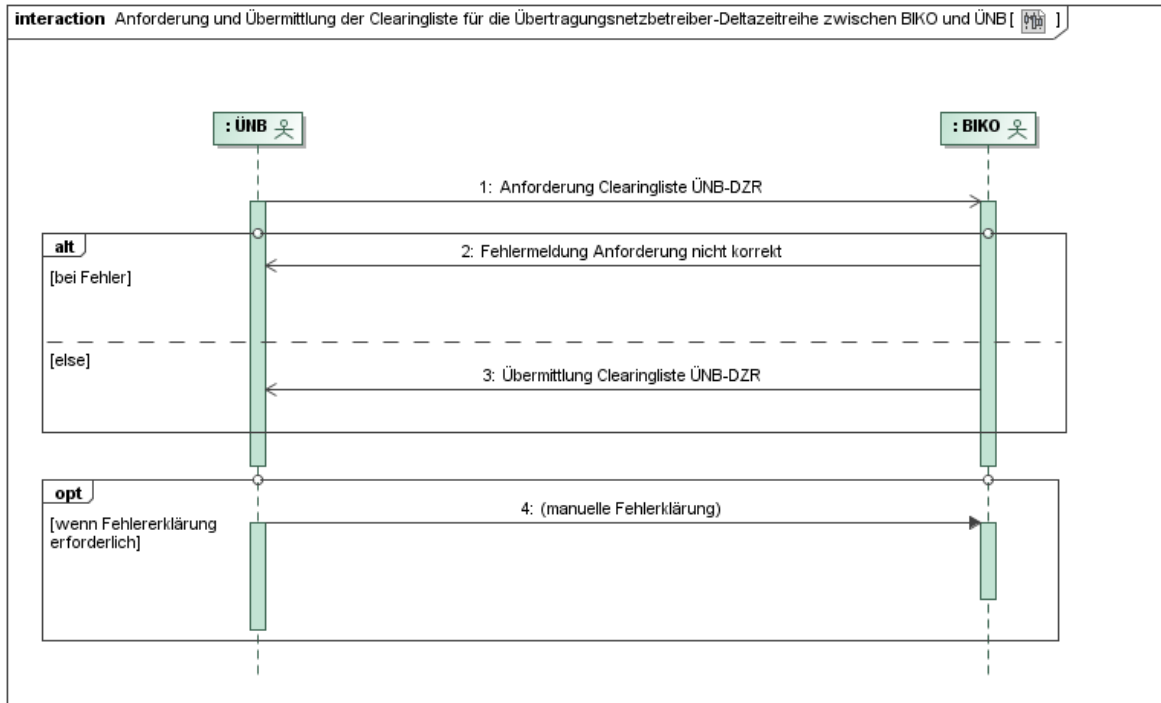 interaction Anforderung und Übermittlung der Clearingliste für die Übertragungsnetzbetreiber-Deltazeitreihe zwischen BIKO und ÜNB [ ]
: ÜNB
: BIKO
1: Anforderung Clearingliste ÜNB-DZR
alt
2: Fehlermeldung Anforderung nicht korrekt
[bei Fehler]
[else]
3: Übermittlung Clearingliste ÜNB-DZR
opt
4: (manuelle Fehlerklärung)
[wenn Fehlererklärung
erforderlich]